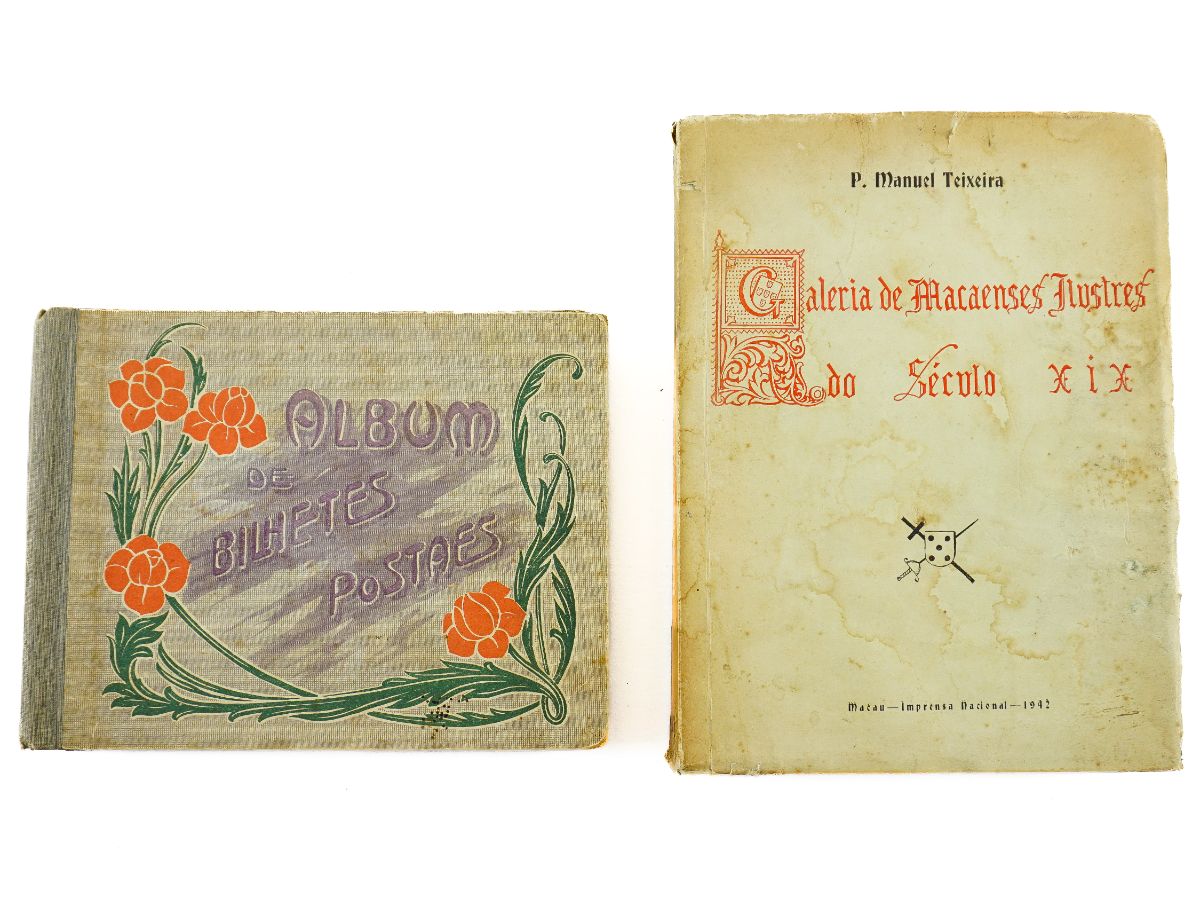 ALBUM
DE
BILHETES
POSTAES
P. Manuel Teixeira
Galeria de Macaenses Ilustres
do Século XIX
Macau—Imprensa Nacional—1942